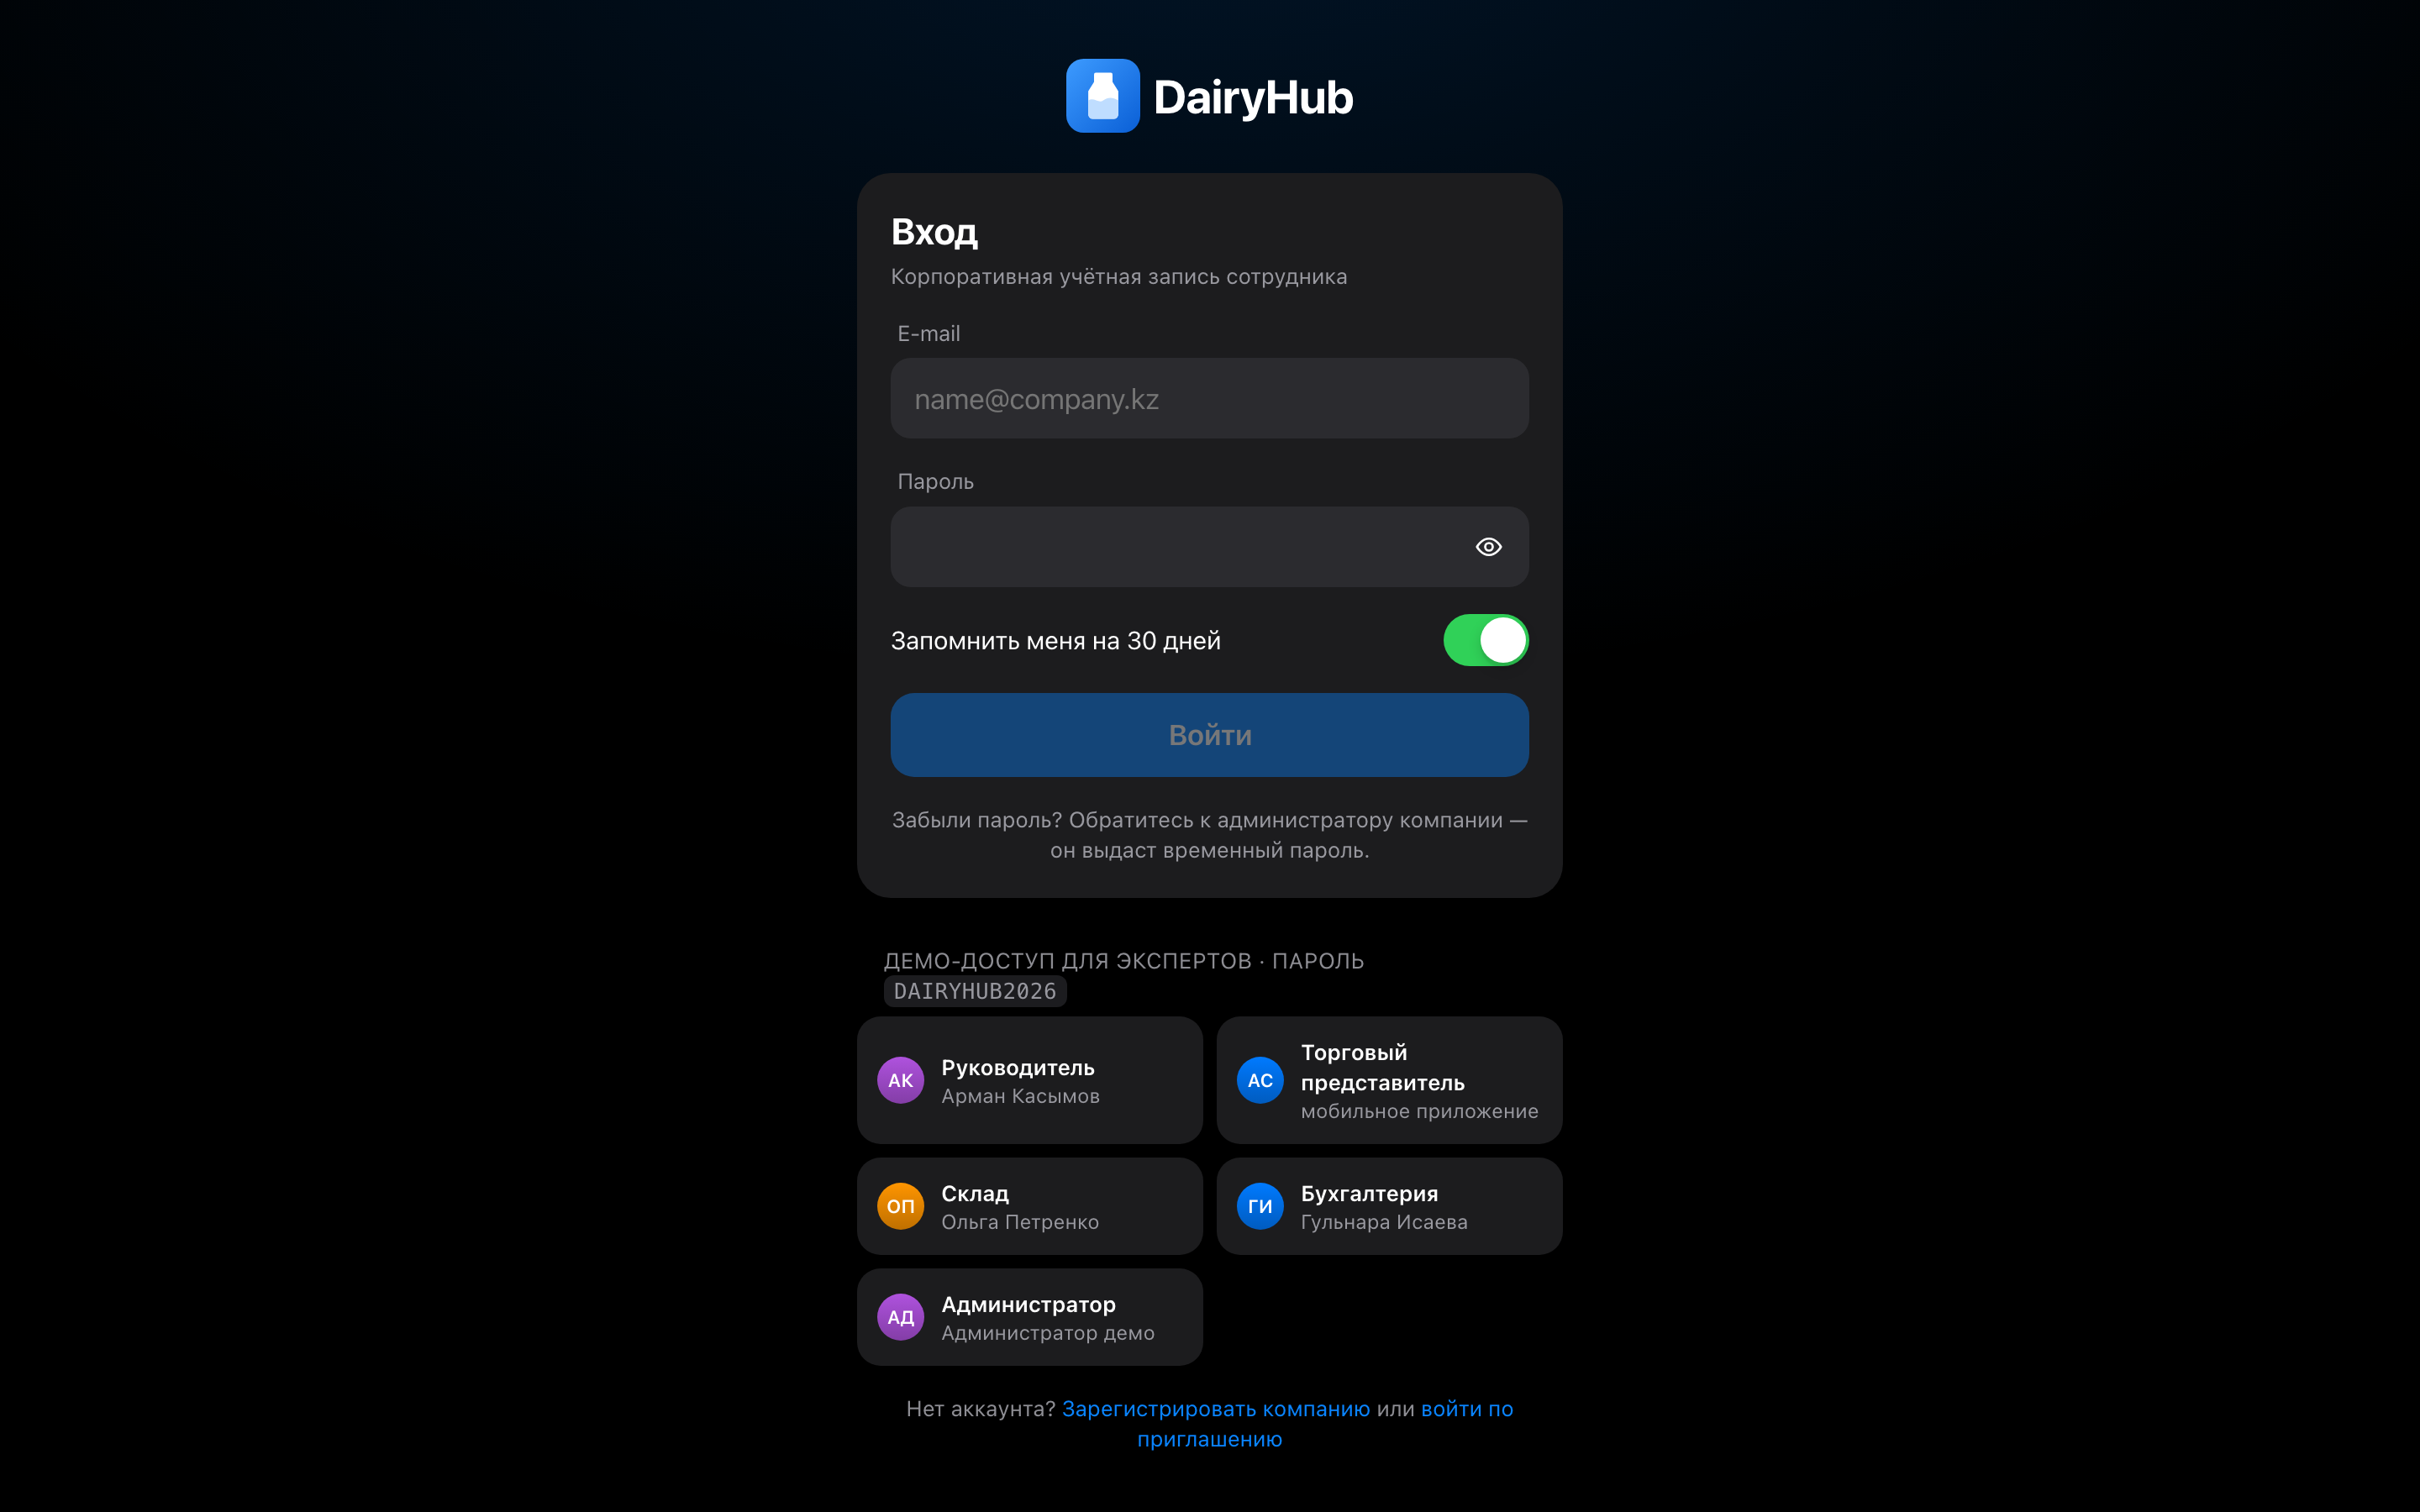 DairyHub
Вход
Корпоративная учётная запись сотрудника
E-mail
name@company.kz
Пароль
Запомнить меня на 30 дней
Войти
Забыли пароль? Обратитесь к администратору компании —
он выдаст временный пароль.
ДЕМО-ДОСТУП ДЛЯ ЭКСПЕРТОВ · ПАРОЛЬ
DAIRYHUB2026
АК
Руководитель
Арман Касымов
АС
Торговый
представитель
мобильное приложение
ОП
Склад
Ольга Петренко
ГИ
Бухгалтерия
Гульнара Исаева
АД
Администратор
Администратор демо
Нет аккаунта? Зарегистрировать компанию или войти по
приглашению